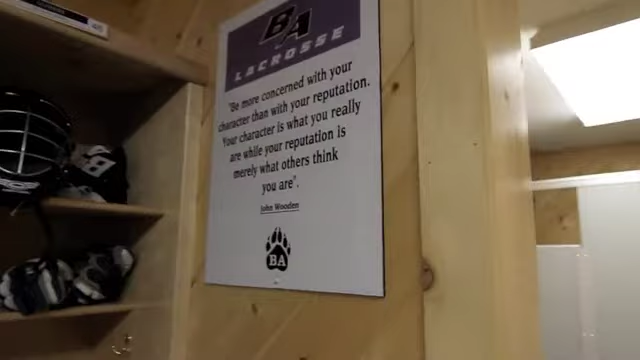 BA
LACROSSE
"Be more concerned with your
character than with your reputation.
Your character is what you really
are while your reputation is
merely what others think
you are".
John Wooden
BA